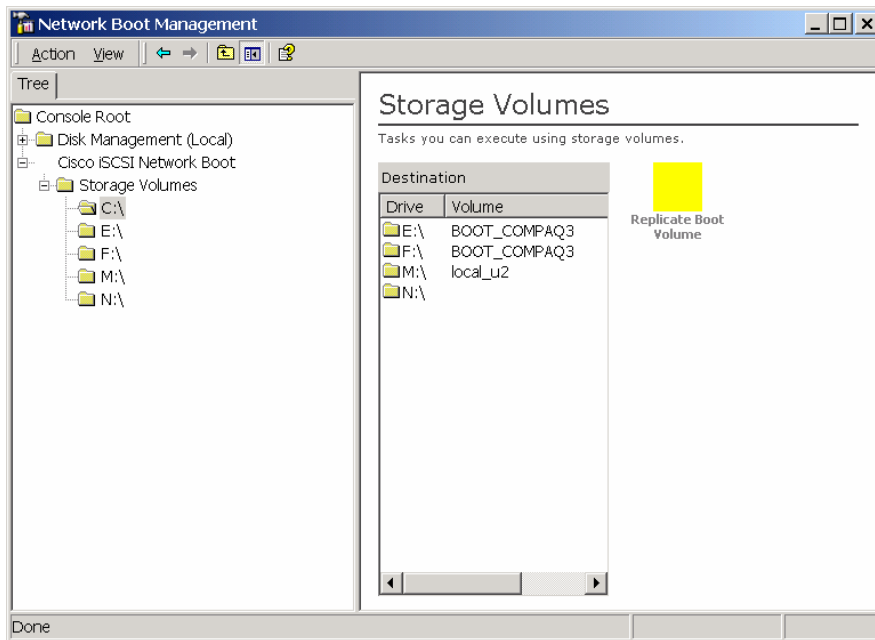 Network Boot Management
Action View
Tree
Console Root
Disk Management (Local)
Cisco iSCSI Network Boot
Storage Volumes
C:\
E:\
F:\
M:\
N:\
Storage Volumes
Tasks you can execute using storage volumes.
Destination
Drive Volume
E:\ BOOT_COMPAQ3
F:\ BOOT_COMPAQ3
M:\ local_u2
N:\
Replicate Boot
Volume
Done